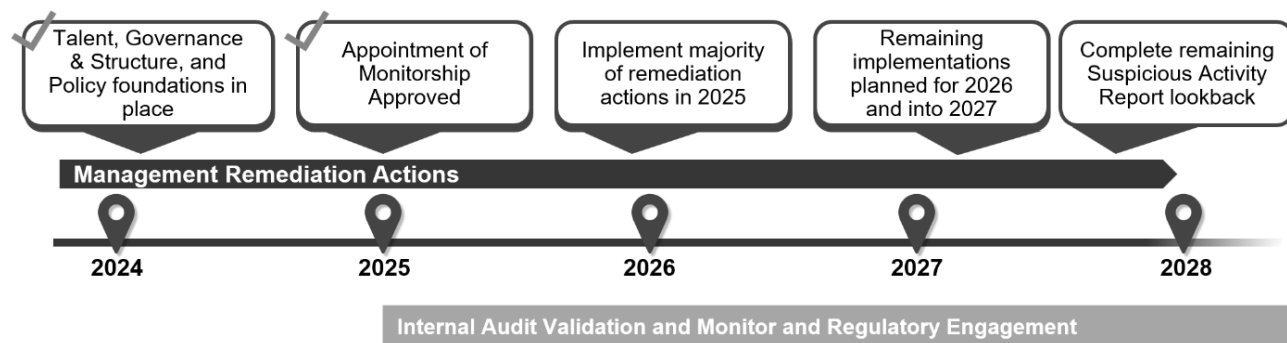 Talent, Governance
& Structure, and
Policy foundations in
place
Appointment of
Monitorship
Approved
Implement majority
of remediation
actions in 2025
Remaining
implementations
planned for 2026
and into 2027
Complete remaining
Suspicious Activity
Report lookback
Management Remediation Actions
2024
2025
2026
2027
2028
Internal Audit Validation and Monitor and Regulatory Engagement